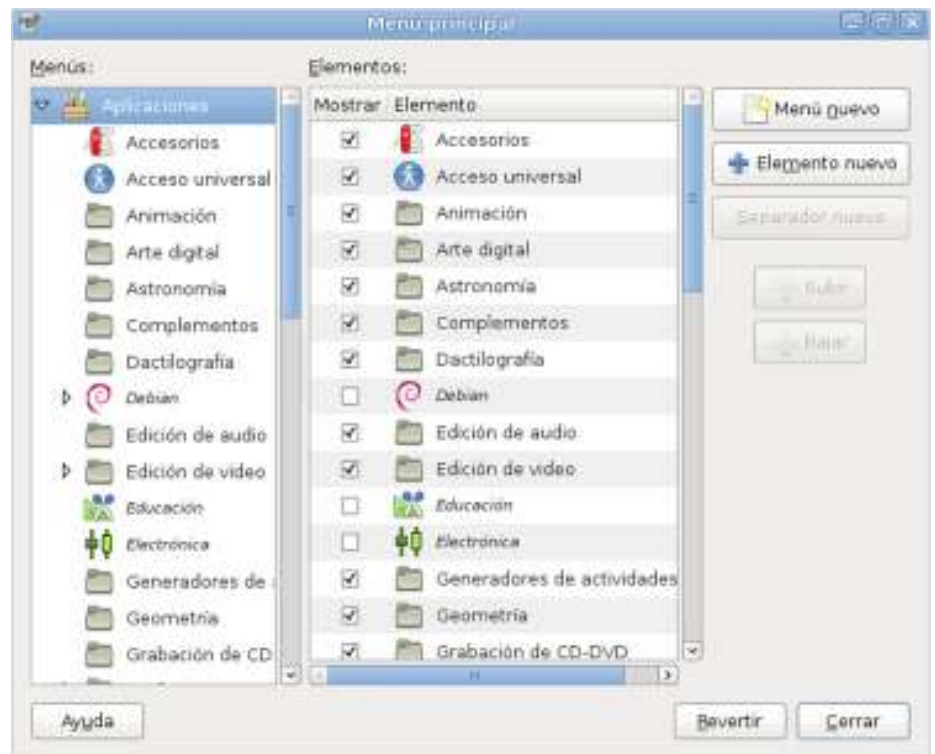 Menú principal
Menús:
Elementos:
Aplicaciones
Accesorios
Acceso universal
Animación
Arte digital
Astronomía
Complementos
Dactilografía
Debian
Edición de audio
Edición de video
Educación
Electrónica
Generadores de
Geometría
Grabación de CD
Mostrar Elemento
Accesorios
Acceso universal
Animación
Arte digital
Astronomía
Complementos
Dactilografía
Debian
Edición de audio
Edición de video
Educación
Electrónica
Generadores de actividades
Geometría
Grabación de CD-DVD
Menú nuevo
Elemento nuevo
Separador nuevo
Subir
Bajar
Ayuda
Revertir
Cerrar